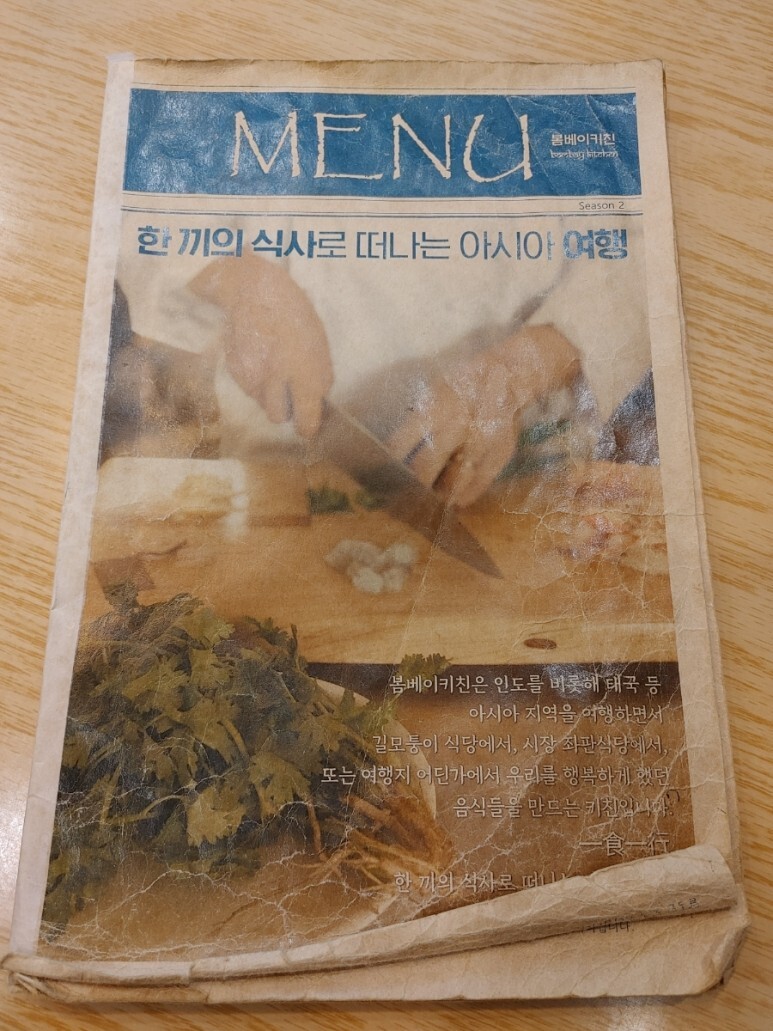 MENU
봄베이키친
bombay kitchen
Season 2
한 끼의 식사로 떠나는 아시아 여행
봄베이키친은 인도를 비롯해 태국 등
아시아 지역을 여행하면서
길모퉁이 식당에서, 시장 좌판식당에서,
또는 여행지 어딘가에서 우리를 행복하게 했던
음식들을 만드는 키친입니다.
一食一行
한 끼의 식사로 떠나는